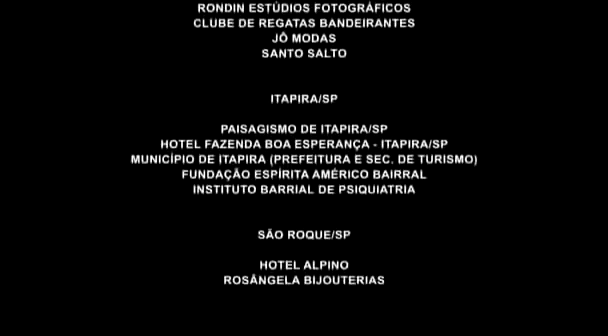 RONDIN ESTÚDIOS FOTOGRÁFICOS
CLUBE DE REGATAS BANDEIRANTES
JÔ MODAS
SANTO SALTO
ITAPIRA/SP
PAISAGISMO DE ITAPIRA/SP
HOTEL FAZENDA BOA ESPERANÇA - ITAPIRA/SP
MUNICÍPIO DE ITAPIRA (PREFEITURA E SEC. DE TURISMO)
FUNDAÇÃO ESPÍRITA AMÉRICO BAIRRAL
INSTITUTO BARRIAL DE PSIQUIATRIA
SÃO ROQUE/SP
HOTEL ALPINO
ROSÂNGELA BIJOUTERIAS